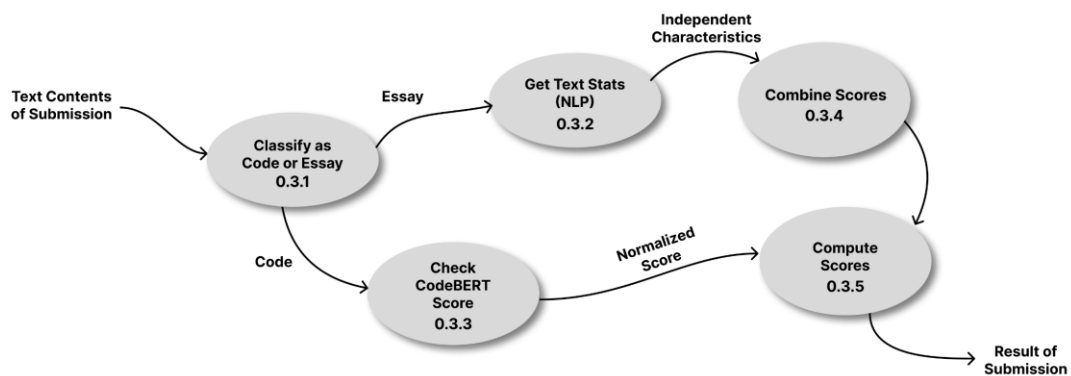 Text Contents
of Submission
Classify as
Code or Essay
0.3.1
Essay
Get Text Stats
(NLP)
0.3.2
Independent
Characteristics
Combine Scores
0.3.4
Code
Check
CodeBERT
Score
0.3.3
Normalized
Score
Compute
Scores
0.3.5
Result of
Submission